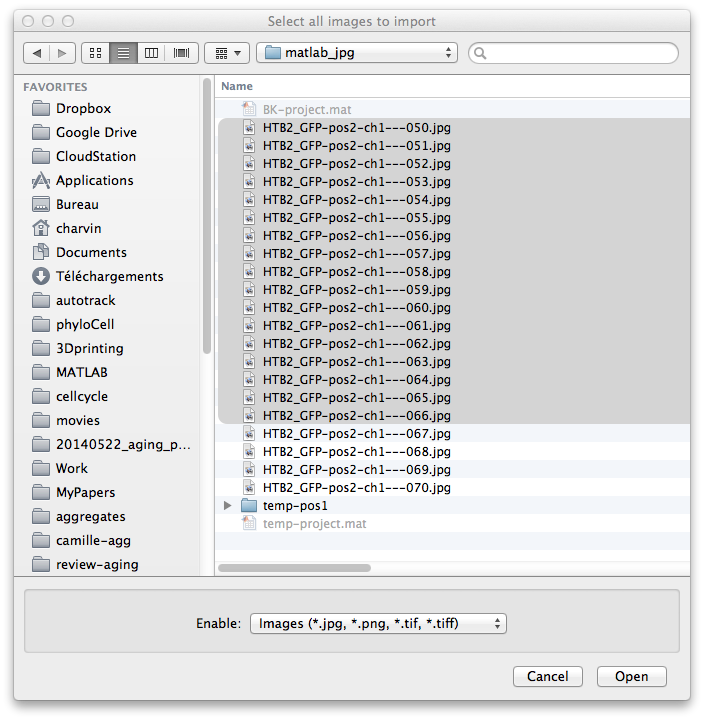 Select all images to import
matlab_jpg
FAVORITES
Dropbox
Google Drive
CloudStation
Applications
Bureau
charvin
Documents
Téléchargements
autotrack
phyloCell
3Dprinting
MATLAB
cellcycle
movies
20140522_aging_p...
Work
MyPapers
aggregates
camille-agg
review-aging
Name
BK-project.mat
HTB2_GFP-pos2-ch1---050.jpg
HTB2_GFP-pos2-ch1---051.jpg
HTB2_GFP-pos2-ch1---052.jpg
HTB2_GFP-pos2-ch1---053.jpg
HTB2_GFP-pos2-ch1---054.jpg
HTB2_GFP-pos2-ch1---055.jpg
HTB2_GFP-pos2-ch1---056.jpg
HTB2_GFP-pos2-ch1---057.jpg
HTB2_GFP-pos2-ch1---058.jpg
HTB2_GFP-pos2-ch1---059.jpg
HTB2_GFP-pos2-ch1---060.jpg
HTB2_GFP-pos2-ch1---061.jpg
HTB2_GFP-pos2-ch1---062.jpg
HTB2_GFP-pos2-ch1---063.jpg
HTB2_GFP-pos2-ch1---064.jpg
HTB2_GFP-pos2-ch1---065.jpg
HTB2_GFP-pos2-ch1---066.jpg
HTB2_GFP-pos2-ch1---067.jpg
HTB2_GFP-pos2-ch1---068.jpg
HTB2_GFP-pos2-ch1---069.jpg
HTB2_GFP-pos2-ch1---070.jpg
temp-pos1
temp-project.mat
Enable: Images (*.jpg, *.png, *.tif, *.tiff)
Cancel Open